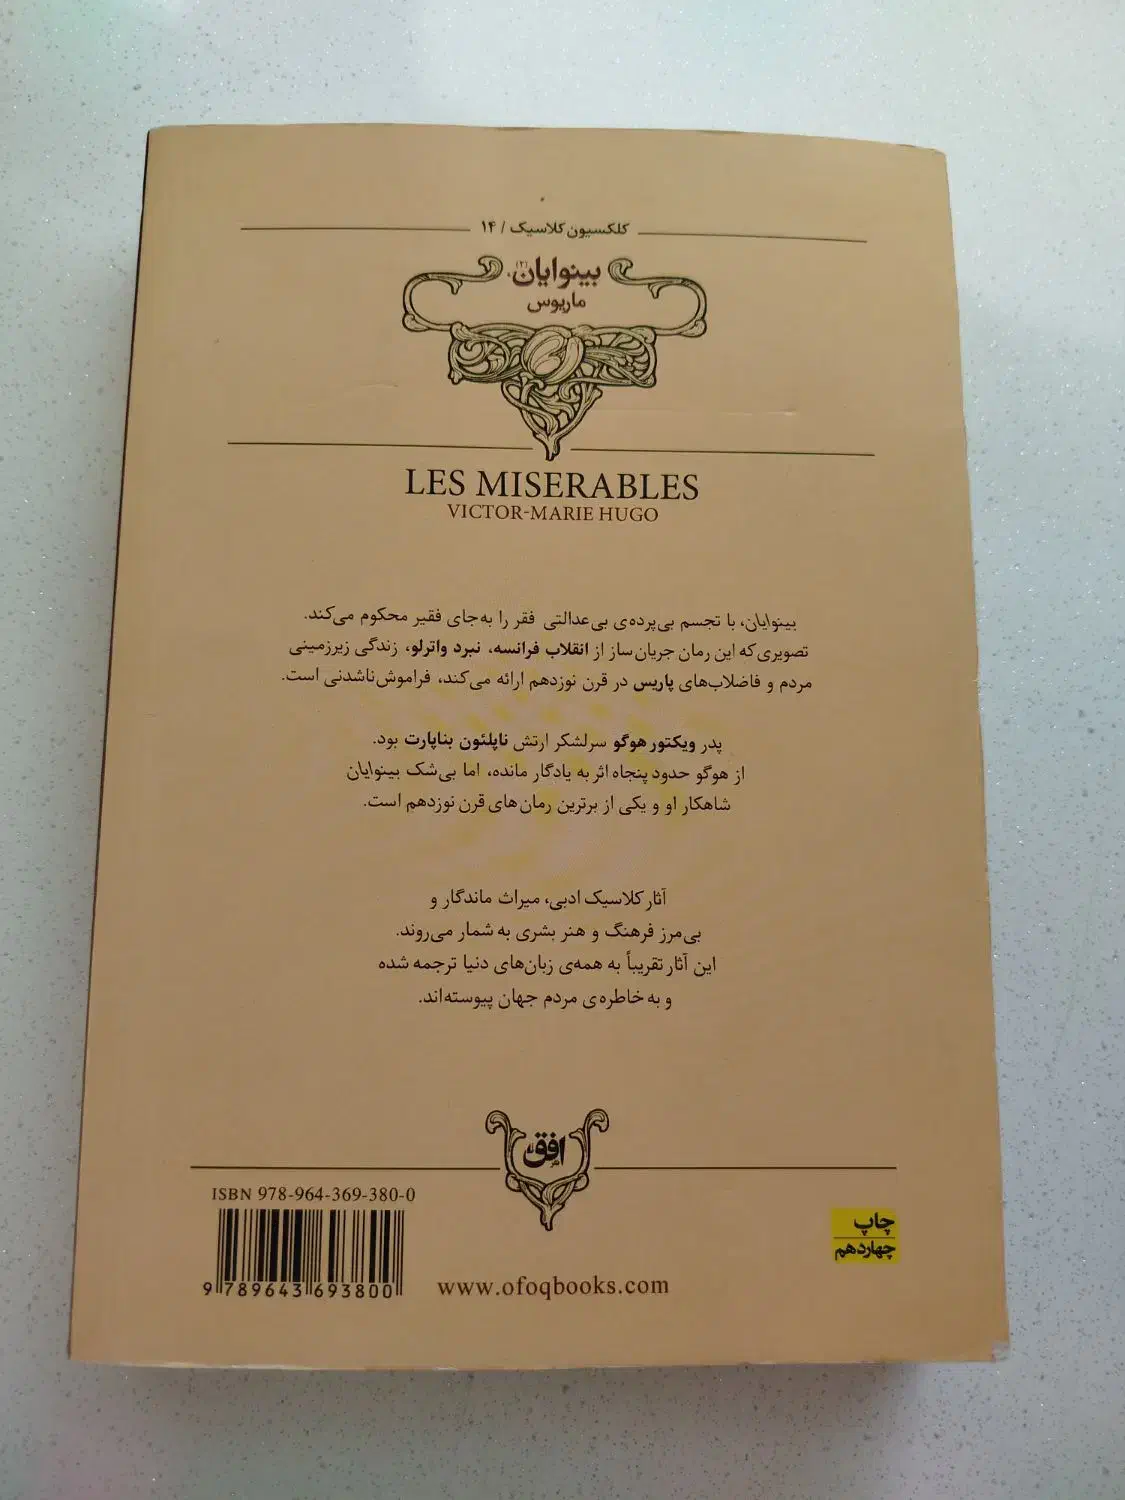 کلکسیون کلاسیک / ۱۴
بینوایان
ماریوس
LES MISERABLES
VICTOR-MARIE HUGO
بینوایان، با تجسم بی‌پرده‌ی بی‌عدالتی فقر را به‌جای فقیر محکوم می‌کند.
تصویری که این رمان جریان‌ساز از انقلاب فرانسه، نبرد واترلو، زندگی زیرزمینی
مردم و فاضلاب‌های پاریس در قرن نوزدهم ارائه می‌کند، فراموش‌ناشدنی است.
پدر ویکتور هوگو سرلشکر ارتش ناپلئون بناپارت بود.
از هوگو حدود پنجاه اثر به یادگار مانده، اما بی‌شک بینوایان
شاهکار او و یکی از برترین رمان‌های قرن نوزدهم است.
آثار کلاسیک ادبی، میراث ماندگار و
بی‌مرز فرهنگ و هنر بشری به شمار می‌روند.
این آثار تقریباً به همه‌ی زبان‌های دنیا ترجمه شده
و به خاطره‌ی مردم جهان پیوسته‌اند.
افق
ISBN 978-964-369-380-0
9 789643 693800
www.ofoqbooks.com
چاپ
چهاردهم